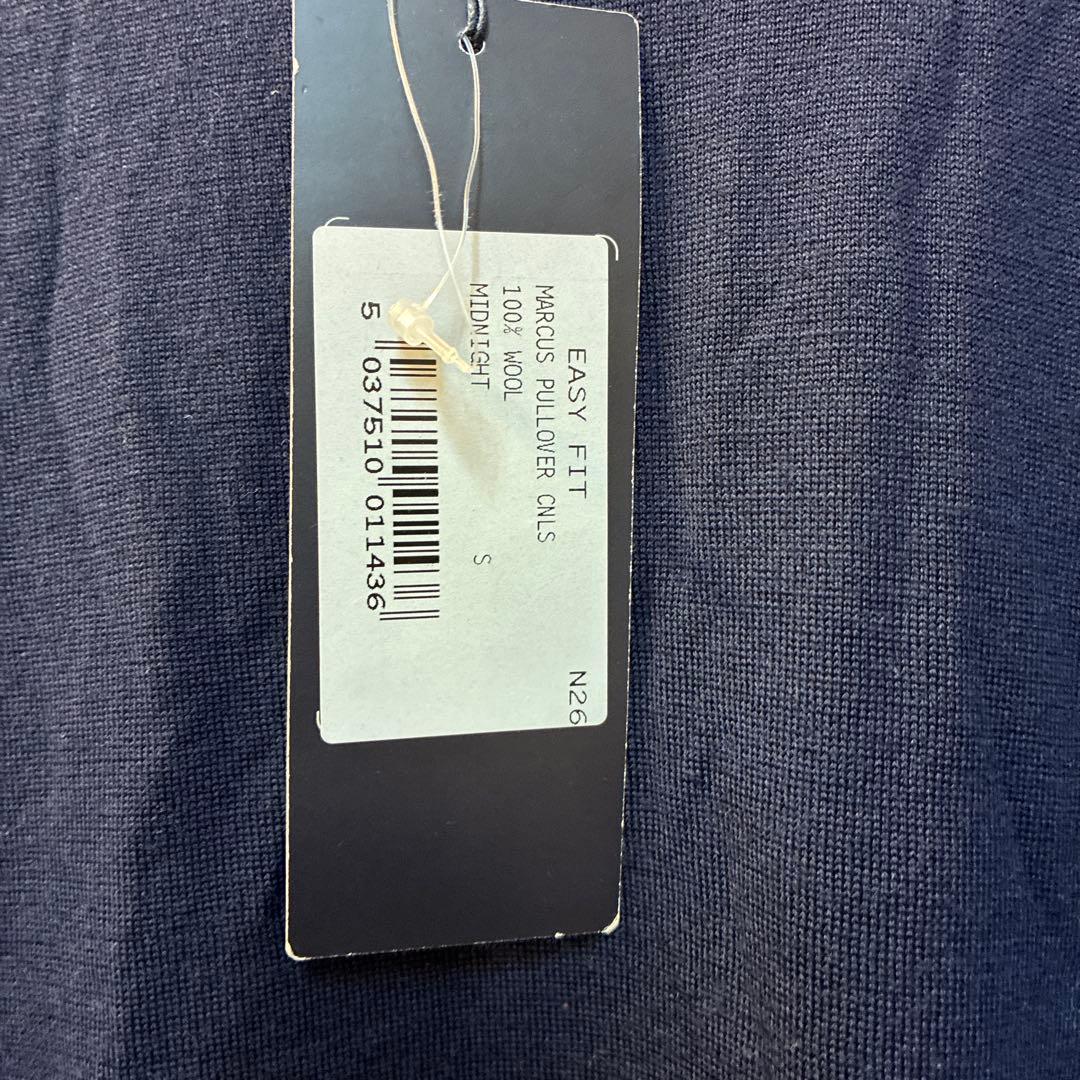 EASY FIT N26
MARCUS PULLOVER CNLS
100% WOOL
MIDNIGHT S
5 037510 011436